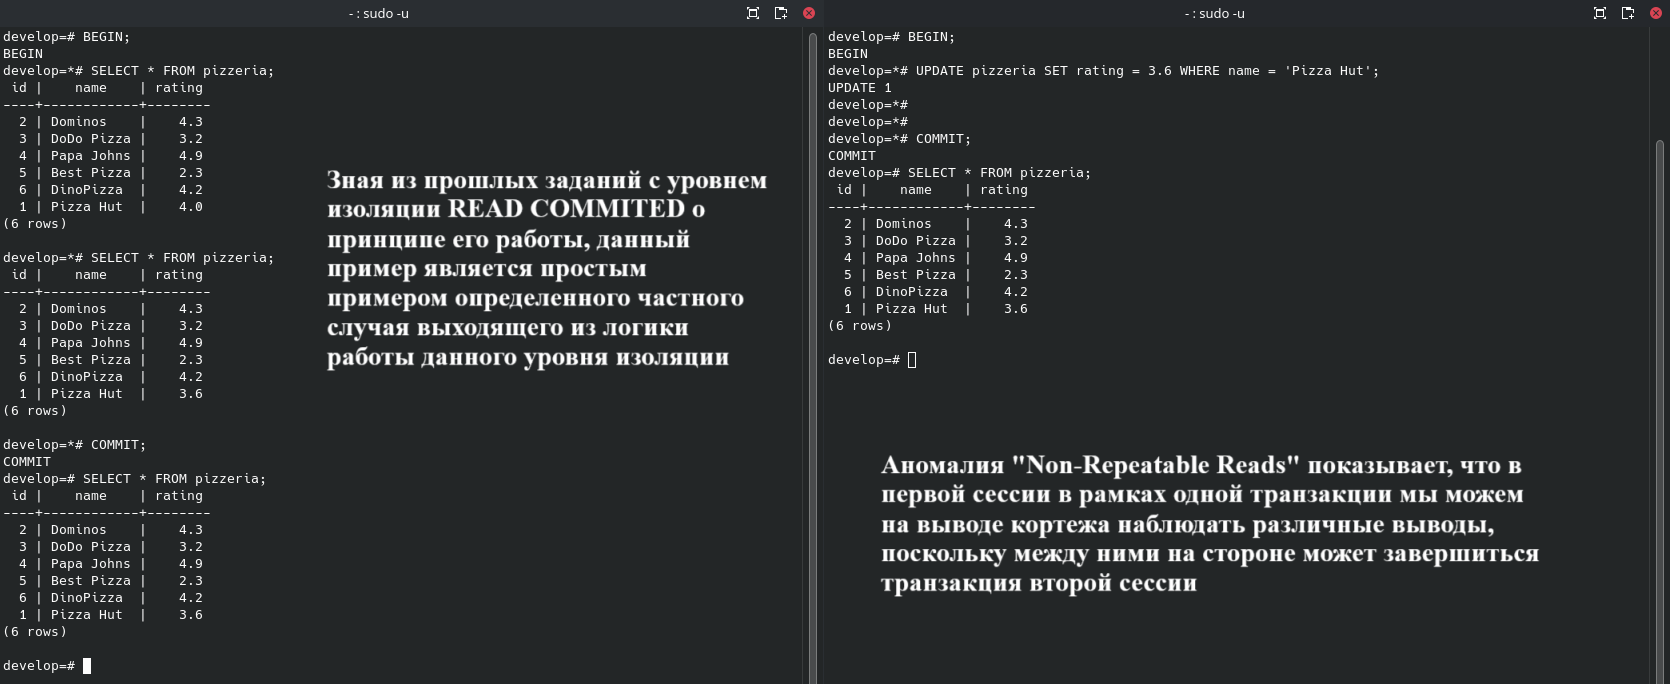 - : sudo -u
develop=# BEGIN;
BEGIN
develop=*# SELECT * FROM pizzeria;
 id |    name    | rating
----+------------+--------
  2 | Dominos    |    4.3
  3 | DoDo Pizza |    3.2
  4 | Papa Johns |    4.9
  5 | Best Pizza |    2.3
  6 | DinoPizza  |    4.2
  1 | Pizza Hut  |    4.0
(6 rows)
develop=*# SELECT * FROM pizzeria;
 id |    name    | rating
----+------------+--------
  2 | Dominos    |    4.3
  3 | DoDo Pizza |    3.2
  4 | Papa Johns |    4.9
  5 | Best Pizza |    2.3
  6 | DinoPizza  |    4.2
  1 | Pizza Hut  |    3.6
(6 rows)
develop=*# COMMIT;
COMMIT
develop=# SELECT * FROM pizzeria;
 id |    name    | rating
----+------------+--------
  2 | Dominos    |    4.3
  3 | DoDo Pizza |    3.2
  4 | Papa Johns |    4.9
  5 | Best Pizza |    2.3
  6 | DinoPizza  |    4.2
  1 | Pizza Hut  |    3.6
(6 rows)
develop=#
Зная из прошлых заданий с уровнем
изоляции READ COMMITED о
принципе его работы, данный
пример является простым
примером определенного частного
случая выходящего из логики
работы данного уровня изоляции
- : sudo -u
develop=# BEGIN;
BEGIN
develop=*# UPDATE pizzeria SET rating = 3.6 WHERE name = 'Pizza Hut';
UPDATE 1
develop=*#
develop=*#
develop=*# COMMIT;
COMMIT
develop=# SELECT * FROM pizzeria;
 id |    name    | rating
----+------------+--------
  2 | Dominos    |    4.3
  3 | DoDo Pizza |    3.2
  4 | Papa Johns |    4.9
  5 | Best Pizza |    2.3
  6 | DinoPizza  |    4.2
  1 | Pizza Hut  |    3.6
(6 rows)
develop=#
Аномалия "Non-Repeatable Reads" показывает, что в
первой сессии в рамках одной транзакции мы можем
на выводе кортежа наблюдать различные выводы,
поскольку между ними на стороне может завершиться
транзакция второй сессии